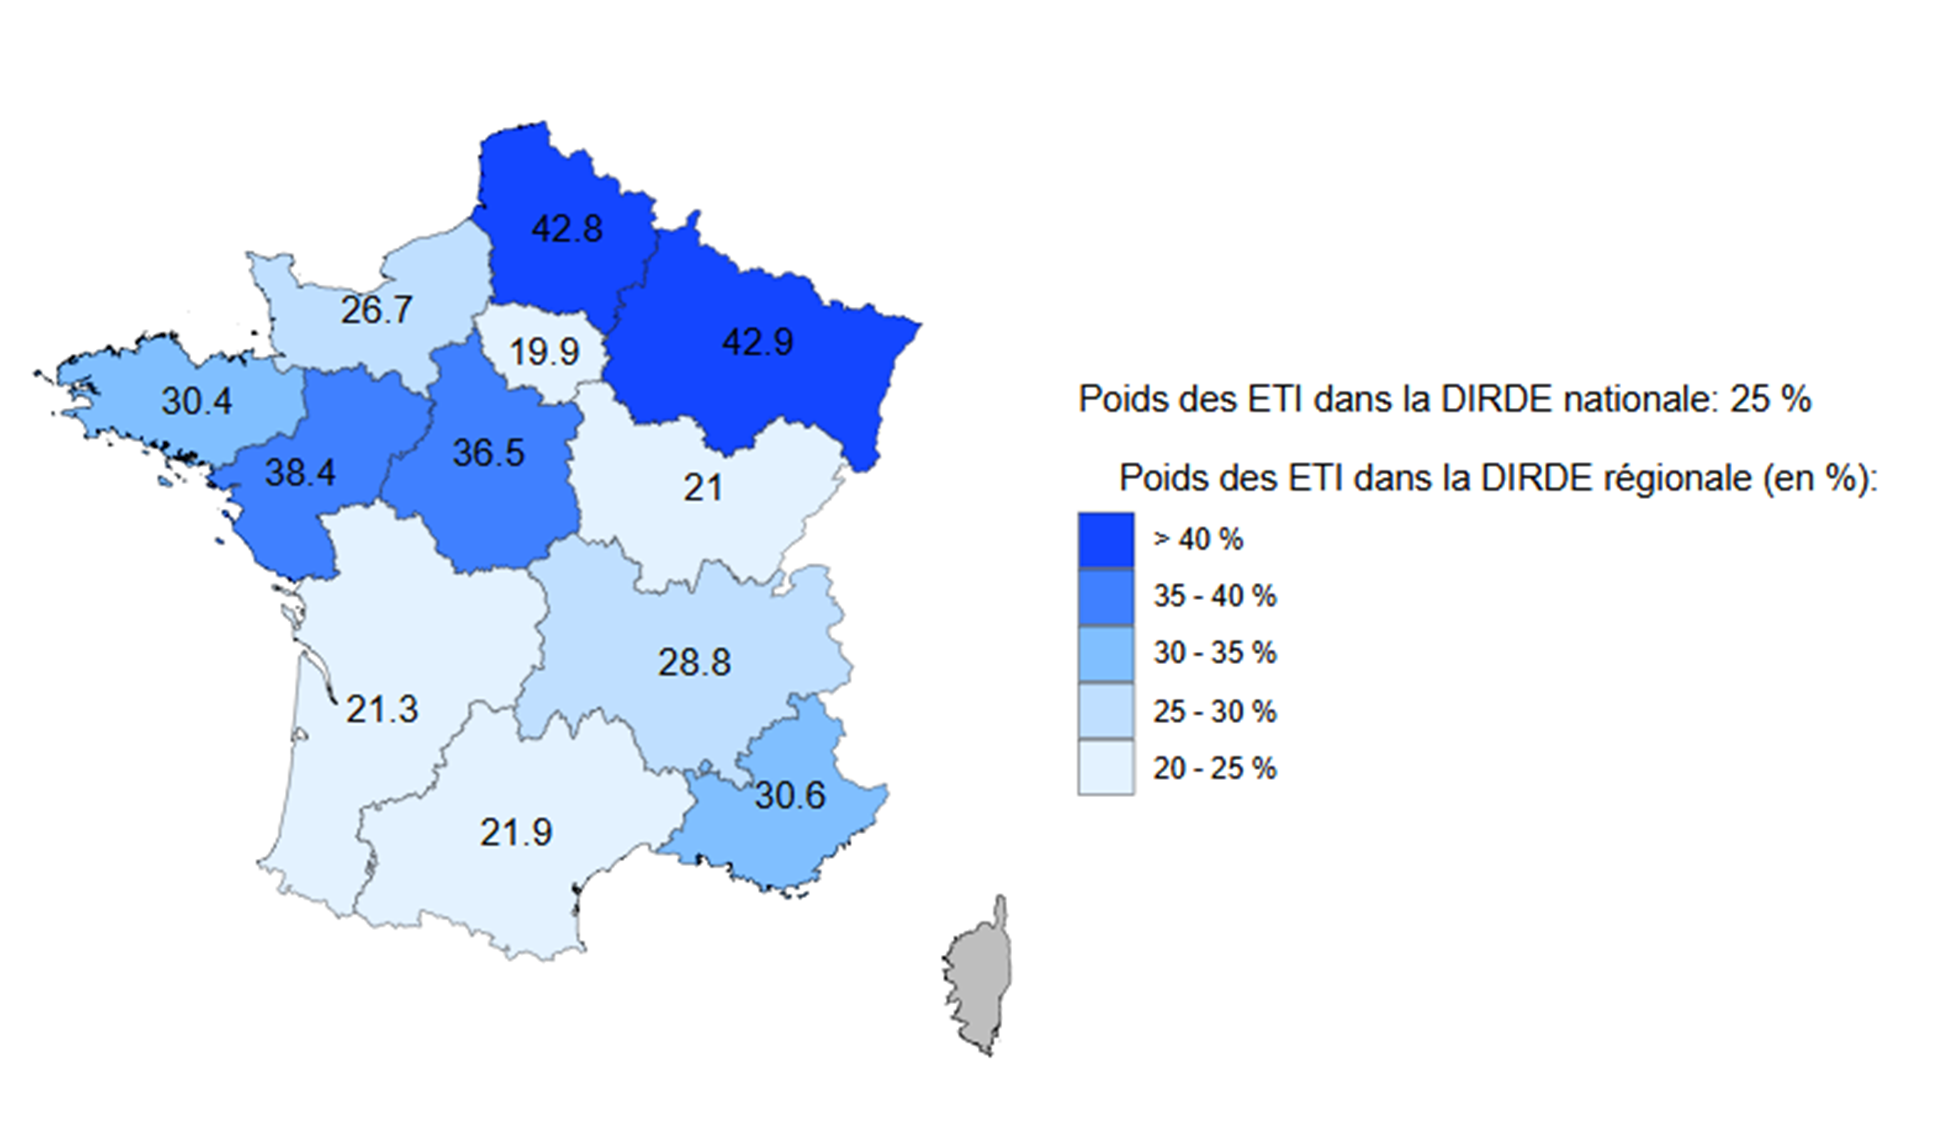 42.8
26.7
42.9
19.9
30.4
36.5
38.4
21
28.8
21.3
30.6
21.9
Poids des ETI dans la DIRDE nationale: 25 %
Poids des ETI dans la DIRDE régionale (en %):
> 40 %
35 - 40 %
30 - 35 %
25 - 30 %
20 - 25 %